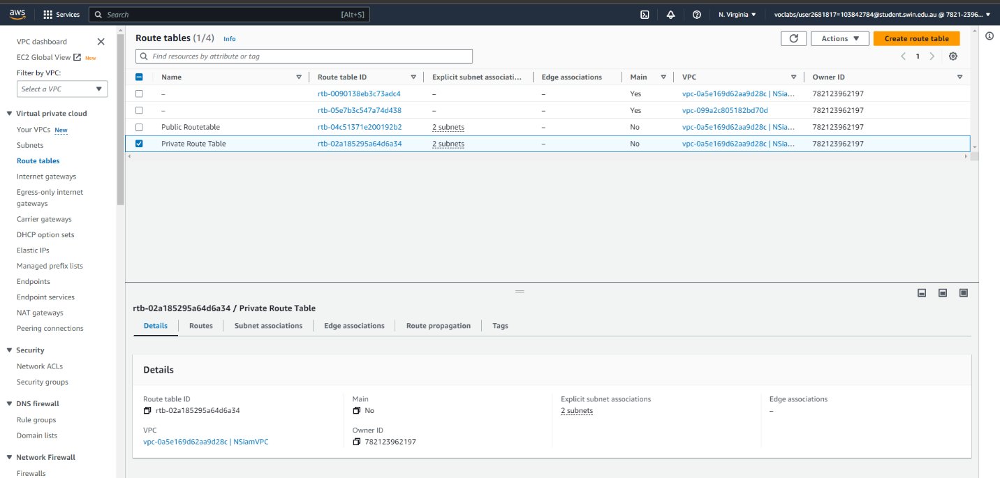 aws Services Search [Alt+S] N. Virginia voclabs/user2681817=103842784@student.swin.edu.au @ 7821-2396...
VPC dashboard
EC2 Global View New
Filter by VPC:
Select a VPC
Virtual private cloud
Your VPCs New
Subnets
Route tables
Internet gateways
Egress-only internet
gateways
Carrier gateways
DHCP option sets
Elastic IPs
Managed prefix lists
Endpoints
Endpoint services
NAT gateways
Peering connections
Security
Network ACLs
Security groups
DNS firewall
Rule groups
Domain lists
Network Firewall
Firewalls
Route tables (1/4) Info
Actions Create route table
Find resources by attribute or tag
1
Name Route table ID Explicit subnet associati... Edge associations Main VPC Owner ID
– rtb-0090138eb3c73adc4 – – Yes vpc-0a5e169d62aa9d28c | NSia... 782123962197
– rtb-05e7b3c547a74d438 – – Yes vpc-099a2c805182bd70d 782123962197
Public Routetable rtb-04c51371e200192b2 2 subnets – No vpc-0a5e169d62aa9d28c | NSia... 782123962197
Private Route Table rtb-02a185295a64d6a34 2 subnets – No vpc-0a5e169d62aa9d28c | NSia... 782123962197
rtb-02a185295a64d6a34 / Private Route Table
Details Routes Subnet associations Edge associations Route propagation Tags
Details
Route table ID
rtb-02a185295a64d6a34
Main
No
Explicit subnet associations
2 subnets
Edge associations
–
VPC
vpc-0a5e169d62aa9d28c | NSiamVPC
Owner ID
782123962197